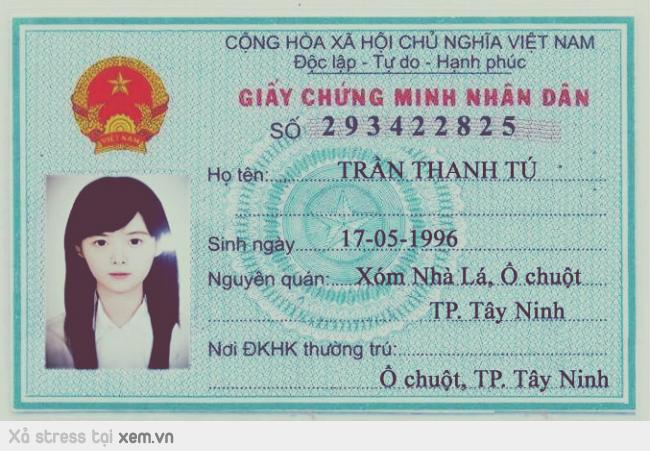 CỘNG HÒA XÃ HỘI CHỦ NGHĨA VIỆT NAM
Độc lập - Tự do - Hạnh phúc
GIẤY CHỨNG MINH NHÂN DÂN
SỐ 293422825
VIỆT NAM
Họ tên: TRẦN THANH TÚ
Sinh ngày 17-05-1996
Nguyên quán: Xóm Nhà Lá, Ổ chuột
TP. Tây Ninh
Nơi ĐKHK thường trú:
Ổ chuột, TP. Tây Ninh
Xả stress tại xem.vn